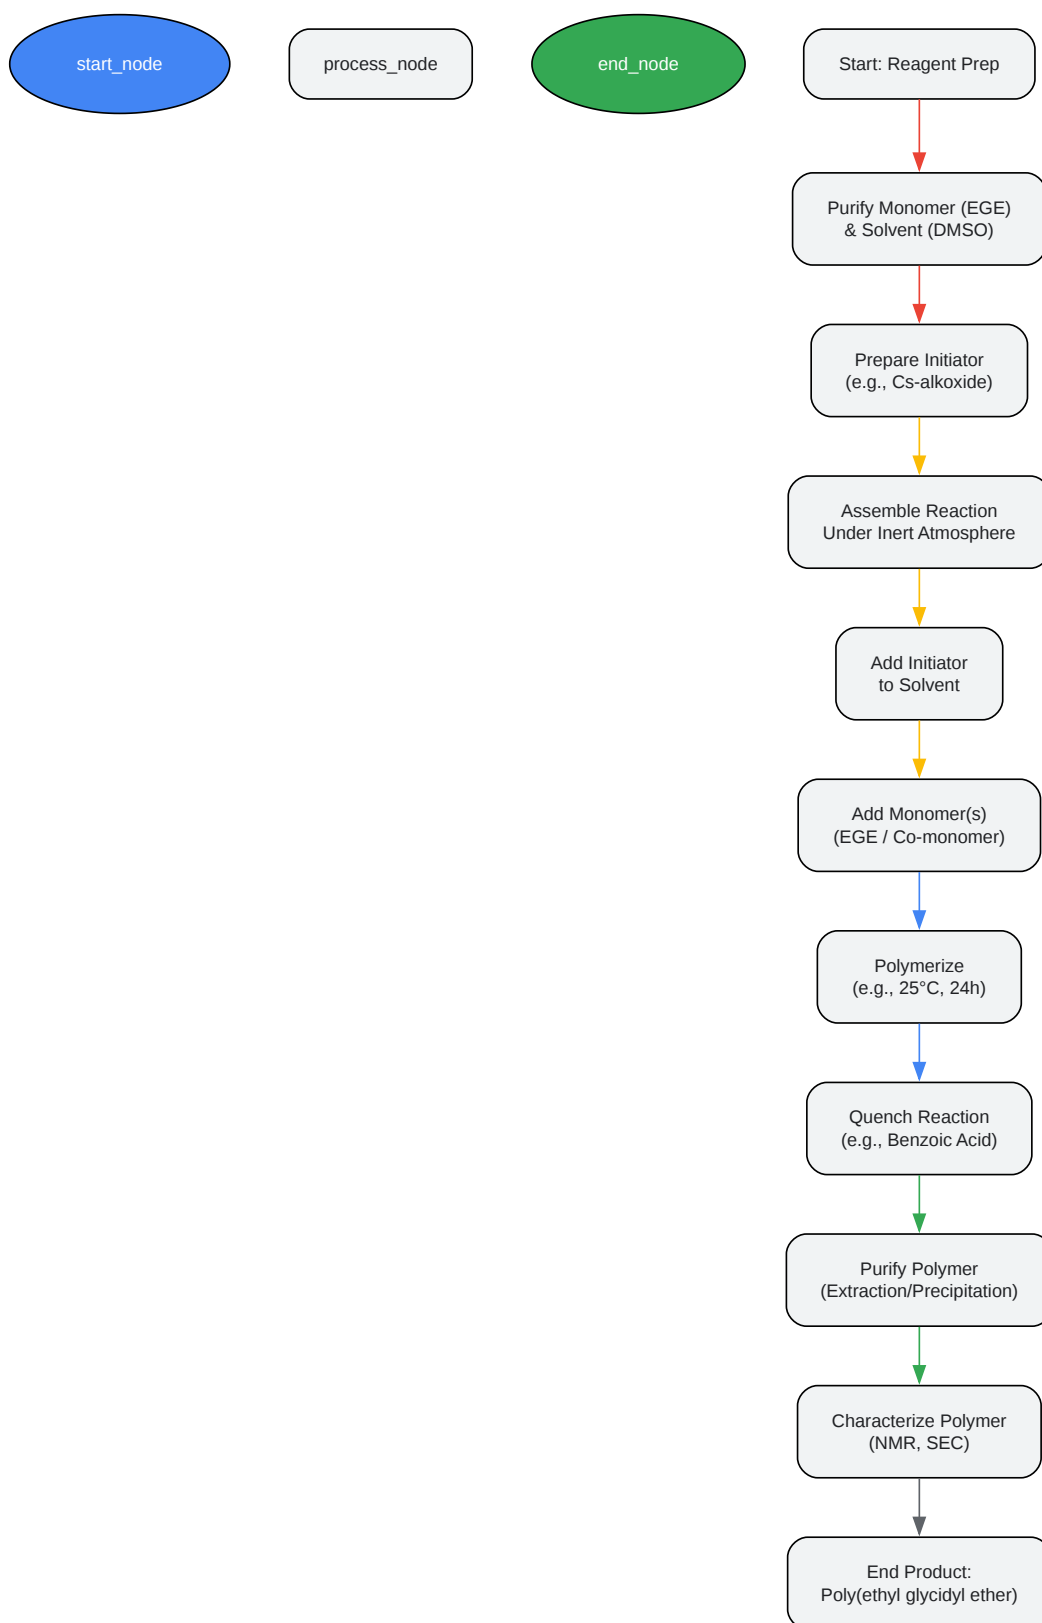 start_node
process_node
end_node
Start: Reagent Prep
Purify Monomer (EGE)
& Solvent (DMSO)
Prepare Initiator
(e.g., Cs-alkoxide)
Assemble Reaction
Under Inert Atmosphere
Add Initiator
to Solvent
Add Monomer(s)
(EGE / Co-monomer)
Polymerize
(e.g., 25°C, 24h)
Quench Reaction
(e.g., Benzoic Acid)
Purify Polymer
(Extraction/Precipitation)
Characterize Polymer
(NMR, SEC)
End Product:
Poly(ethyl glycidyl ether)